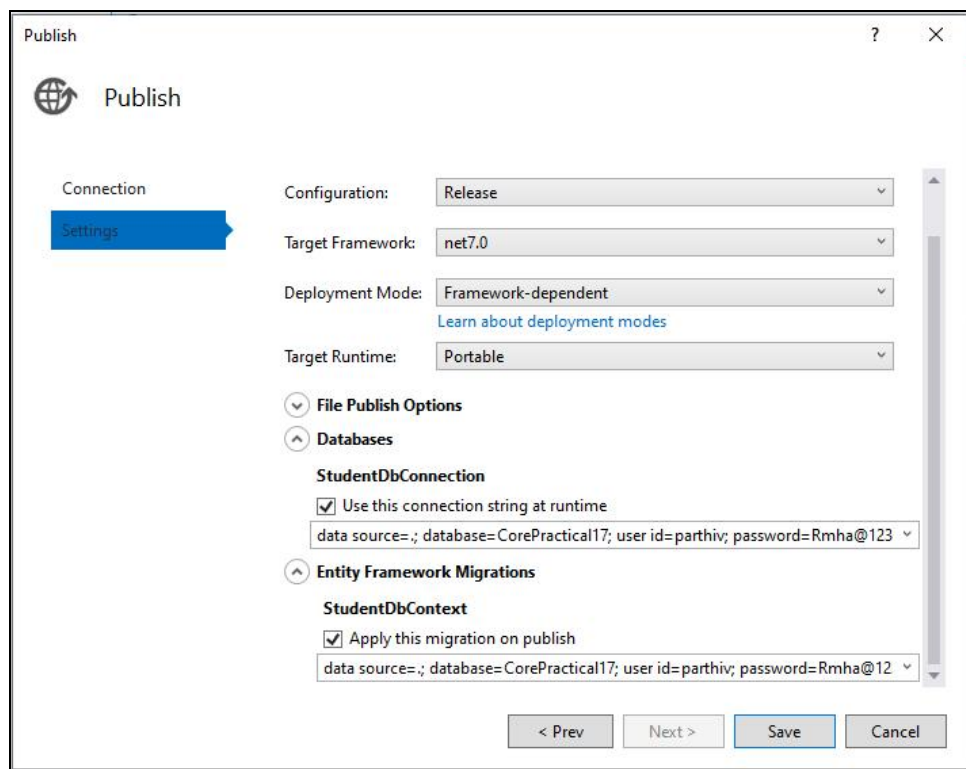 Publish
?
Publish
Connection
Settings
Configuration: Release
Target Framework: net7.0
Deployment Mode: Framework-dependent
Learn about deployment modes
Target Runtime: Portable
File Publish Options
Databases
StudentDbConnection
Use this connection string at runtime
data source=.; database=CorePractical17; user id=parthiv; password=Rmha@123
Entity Framework Migrations
StudentDbContext
Apply this migration on publish
data source=.; database=CorePractical17; user id=parthiv; password=Rmha@12
< Prev Next > Save Cancel